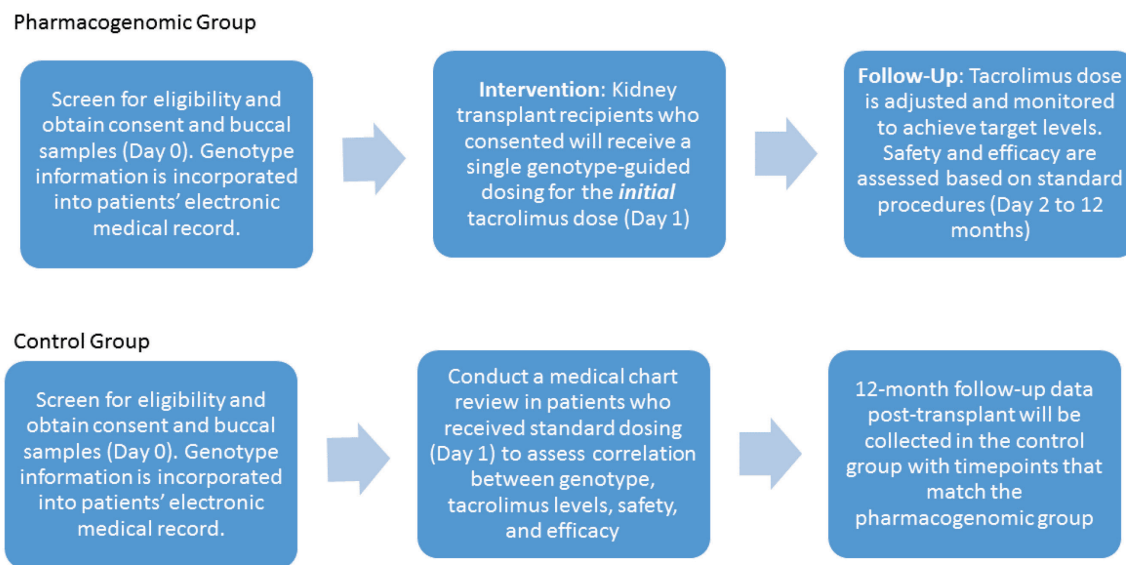 Pharmacogenomic Group
Screen for eligibility and
obtain consent and buccal
samples (Day 0). Genotype
information is incorporated
into patients’ electronic
medical record.
Intervention: Kidney
transplant recipients who
consented will receive a
single genotype-guided
dosing for the initial
tacrolimus dose (Day 1)
Follow-Up: Tacrolimus dose
is adjusted and monitored
to achieve target levels.
Safety and efficacy are
assessed based on standard
procedures (Day 2 to 12
months)
Control Group
Screen for eligibility and
obtain consent and buccal
samples (Day 0). Genotype
information is incorporated
into patients’ electronic
medical record.
Conduct a medical chart
review in patients who
received standard dosing
(Day 1) to assess correlation
between genotype,
tacrolimus levels, safety,
and efficacy
12-month follow-up data
post-transplant will be
collected in the control
group with timepoints that
match the
pharmacogenomic group